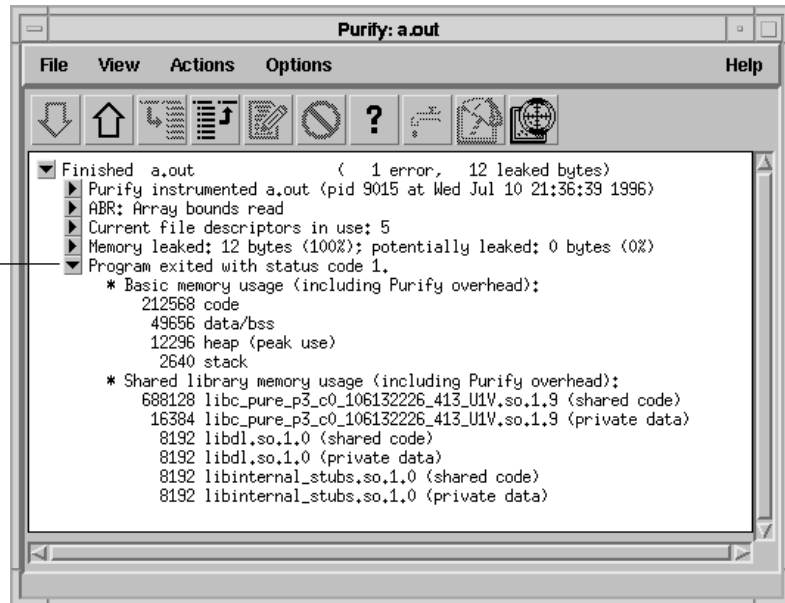 Purify: a.out
File View Actions Options Help
?
Finished a.out ( 1 error, 12 leaked bytes)
Purify instrumented a.out (pid 9015 at Wed Jul 10 21:36:39 1996)
ABR: Array bounds read
Current file descriptors in use: 5
Memory leaked: 12 bytes (100%); potentially leaked: 0 bytes (0%)
Program exited with status code 1.
* Basic memory usage (including Purify overhead):
212568 code
49656 data/bss
12296 heap (peak use)
2640 stack
* Shared library memory usage (including Purify overhead):
688128 libc_pure_p3_c0_106132226_413_U1V.so.1.9 (shared code)
16384 libc_pure_p3_c0_106132226_413_U1V.so.1.9 (private data)
8192 libdl.so.1.0 (shared code)
8192 libdl.so.1.0 (private data)
8192 libinternal_stubs.so.1.0 (shared code)
8192 libinternal_stubs.so.1.0 (private data)